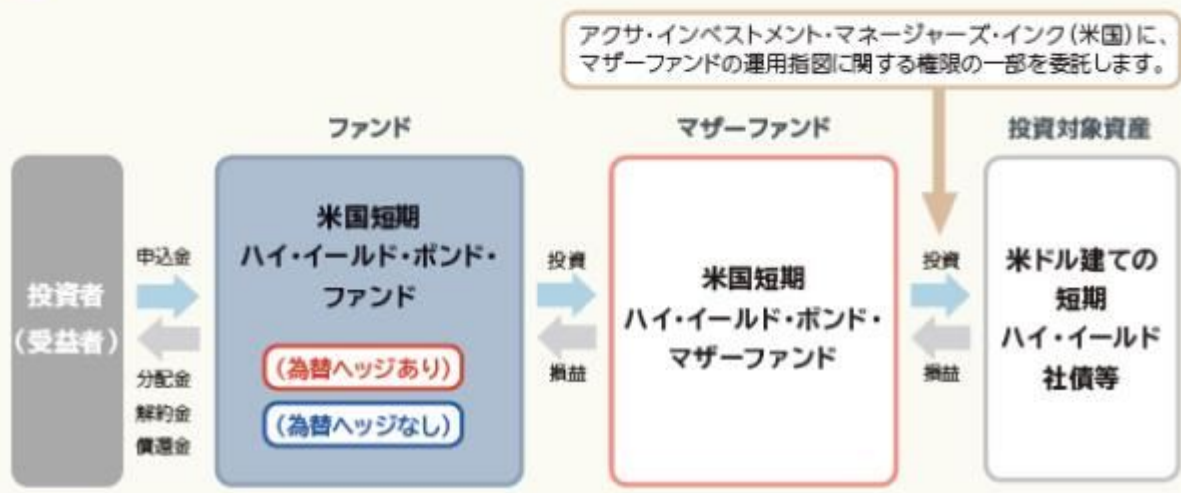 アクサ・インベストメント・マネージャーズ・インク(米国)に、
マザーファンドの運用指図に関する権限の一部を委託します。
ファンド
マザーファンド
投資対象資産
投資者
(受益者)
申込金
分配金
解約金
償還金
米国短期
ハイ・イールド・ボンド・
ファンド
(為替ヘッジあり)
(為替ヘッジなし)
投資
損益
米国短期
ハイ・イールド・ボンド・
マザーファンド
投資
損益
米ドル建ての
短期
ハイ・イールド
社債等